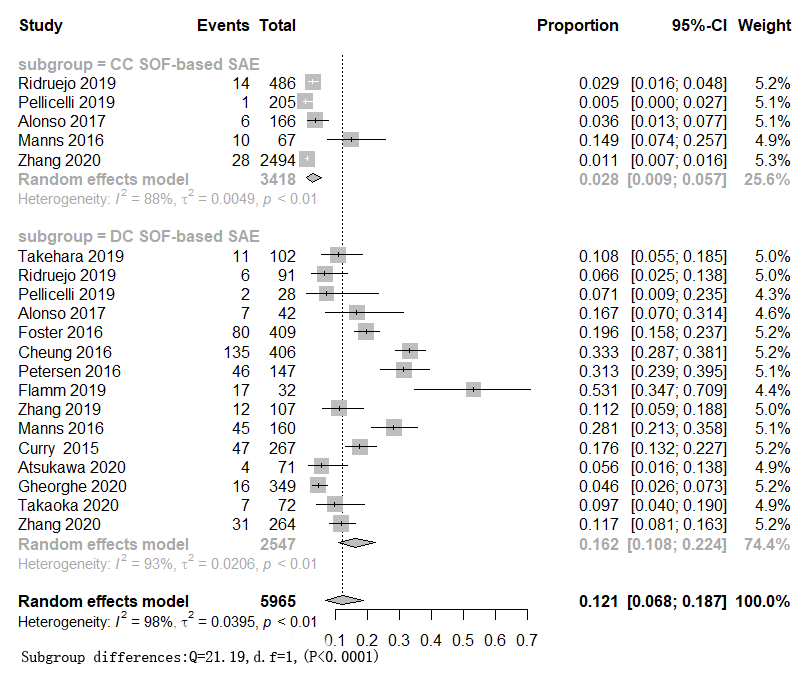 Study Events Total Proportion 95%-CI Weight
subgroup = CC SOF-based SAE
Ridruejo 2019 14 486 0.029 [0.016; 0.048] 5.2%
Pellicelli 2019 1 205 0.005 [0.000; 0.027] 5.1%
Alonso 2017 6 166 0.036 [0.013; 0.077] 5.1%
Manns 2016 10 67 0.149 [0.074; 0.257] 4.9%
Zhang 2020 28 2494 0.011 [0.007; 0.016] 5.3%
Random effects model 3418 0.028 [0.009; 0.057] 25.6%
Heterogeneity: I² = 88%, τ² = 0.0049, p < 0.01
subgroup = DC SOF-based SAE
Takehara 2019 11 102 0.108 [0.055; 0.185] 5.0%
Ridruejo 2019 6 91 0.066 [0.025; 0.138] 5.0%
Pellicelli 2019 2 28 0.071 [0.009; 0.235] 4.3%
Alonso 2017 7 42 0.167 [0.070; 0.314] 4.6%
Foster 2016 80 409 0.196 [0.158; 0.237] 5.2%
Cheung 2016 135 406 0.333 [0.287; 0.381] 5.2%
Petersen 2016 46 147 0.313 [0.239; 0.395] 5.1%
Flamm 2019 17 32 0.531 [0.347; 0.709] 4.4%
Zhang 2019 12 107 0.112 [0.059; 0.188] 5.0%
Manns 2016 45 160 0.281 [0.213; 0.358] 5.1%
Curry 2015 47 267 0.176 [0.132; 0.227] 5.2%
Atsukawa 2020 4 71 0.056 [0.016; 0.138] 4.9%
Gheorghe 2020 16 349 0.046 [0.026; 0.073] 5.2%
Takaoka 2020 7 72 0.097 [0.040; 0.190] 4.9%
Zhang 2020 31 264 0.117 [0.081; 0.163] 5.2%
Random effects model 2547 0.162 [0.108; 0.224] 74.4%
Heterogeneity: I² = 93%, τ² = 0.0206, p < 0.01
Random effects model 5965 0.121 [0.068; 0.187] 100.0%
Heterogeneity: I² = 98%, τ² = 0.0395, p < 0.01
0.1 0.2 0.3 0.4 0.5 0.6 0.7
Subgroup differences:Q=21.19,d.f=1,(P<0.0001)